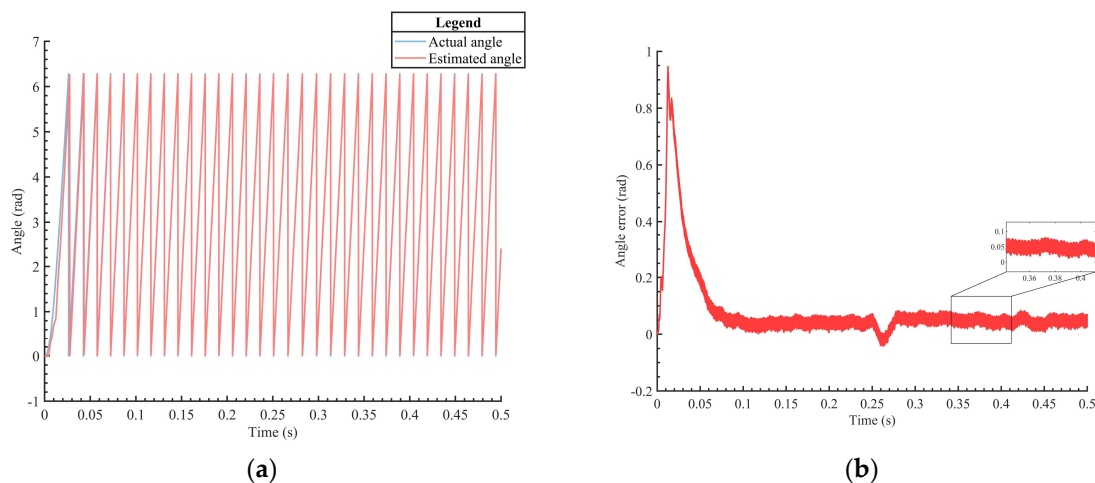 Legend
Actual angle
Estimated angle
7
6
5
4
3
2
1
0
-1
Angle (rad)
0 0.05 0.1 0.15 0.2 0.25 0.3 0.35 0.4 0.45 0.5
Time (s)
(a)
1
0.8
0.6
0.4
0.2
0
-0.2
Angle error (rad)
0.1
0.05
0
0.36 0.38 0.4
0 0.05 0.1 0.15 0.2 0.25 0.3 0.35 0.4 0.45 0.5
Time (s)
(b)